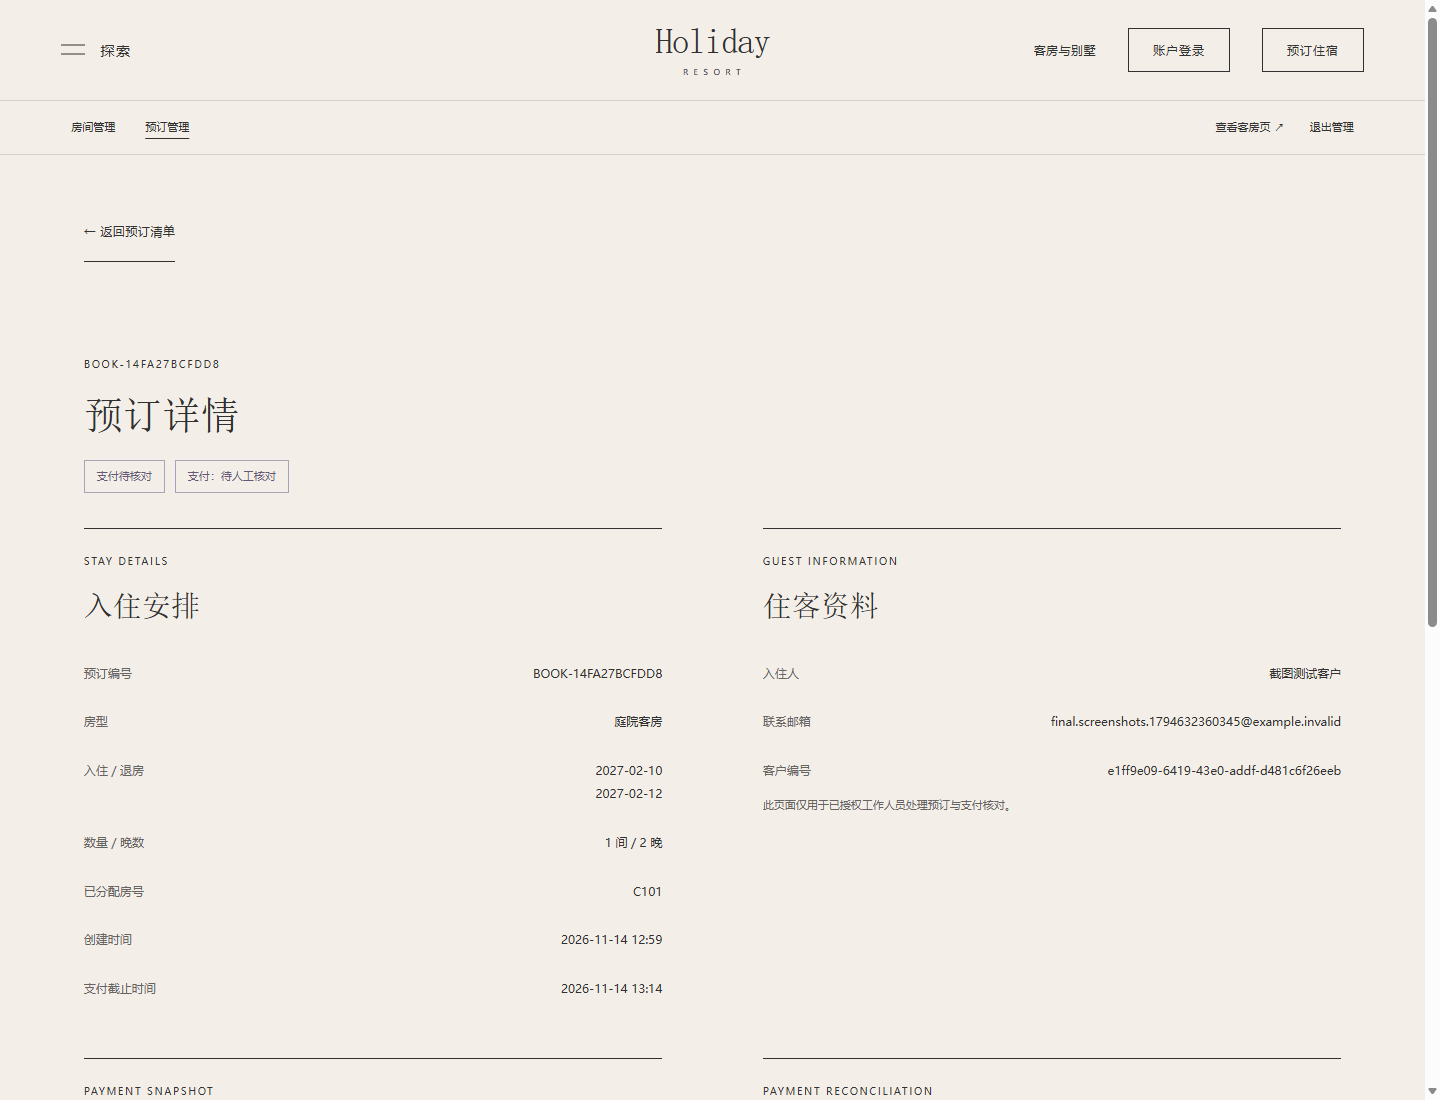 探索
Holiday
RESORT
客房与别墅
账户登录
预订住宿
房间管理
预订管理
查看客房页 ↗
退出管理
← 返回预订清单
BOOK-14FA27BCFDD8
预订详情
支付待核对
支付：待人工核对
STAY DETAILS
入住安排
预订编号 BOOK-14FA27BCFDD8
房型 庭院客房
入住 / 退房 2027-02-10
2027-02-12
数量 / 晚数 1 间 / 2 晚
已分配房号 C101
创建时间 2026-11-14 12:59
支付截止时间 2026-11-14 13:14
GUEST INFORMATION
住客资料
入住人 截图测试客户
联系邮箱 final.screenshots.1794632360345@example.invalid
客户编号 e1ff9e09-6419-43e0-addf-d481c6f26eeb
此页面仅用于已授权工作人员处理预订与支付核对。
PAYMENT SNAPSHOT
PAYMENT RECONCILIATION